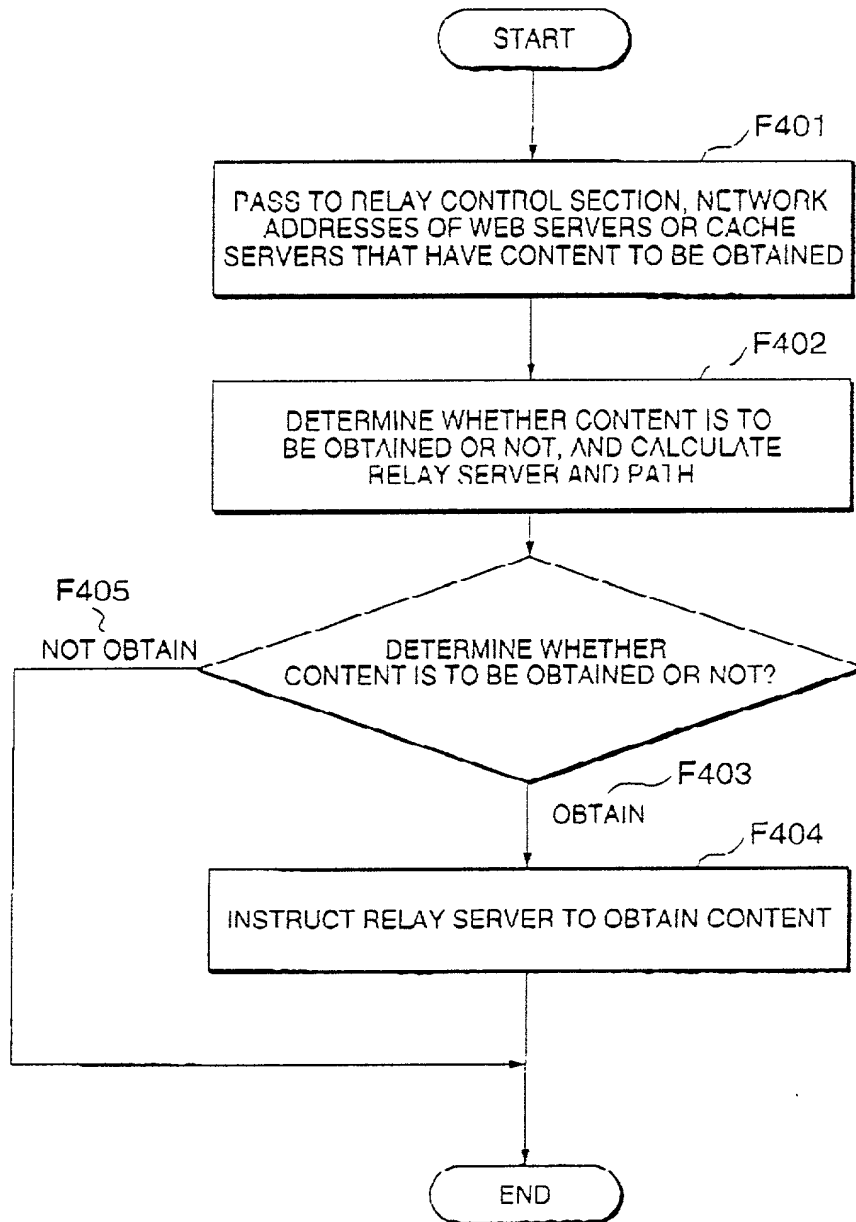 START
F401
PASS TO RELAY CONTROL SECTION, NETWORK
ADDRESSES OF WEB SERVERS OR CACHE
SERVERS THAT HAVE CONTENT TO BE OBTAINED
F402
DETERMINE WHETHER CONTENT IS TO
BE OBTAINED OR NOT, AND CALCULATE
RELAY SERVER AND PATH
F405
NOT OBTAIN
DETERMINE WHETHER
CONTENT IS TO BE OBTAINED OR NOT?
F403
OBTAIN
F404
INSTRUCT RELAY SERVER TO OBTAIN CONTENT
END